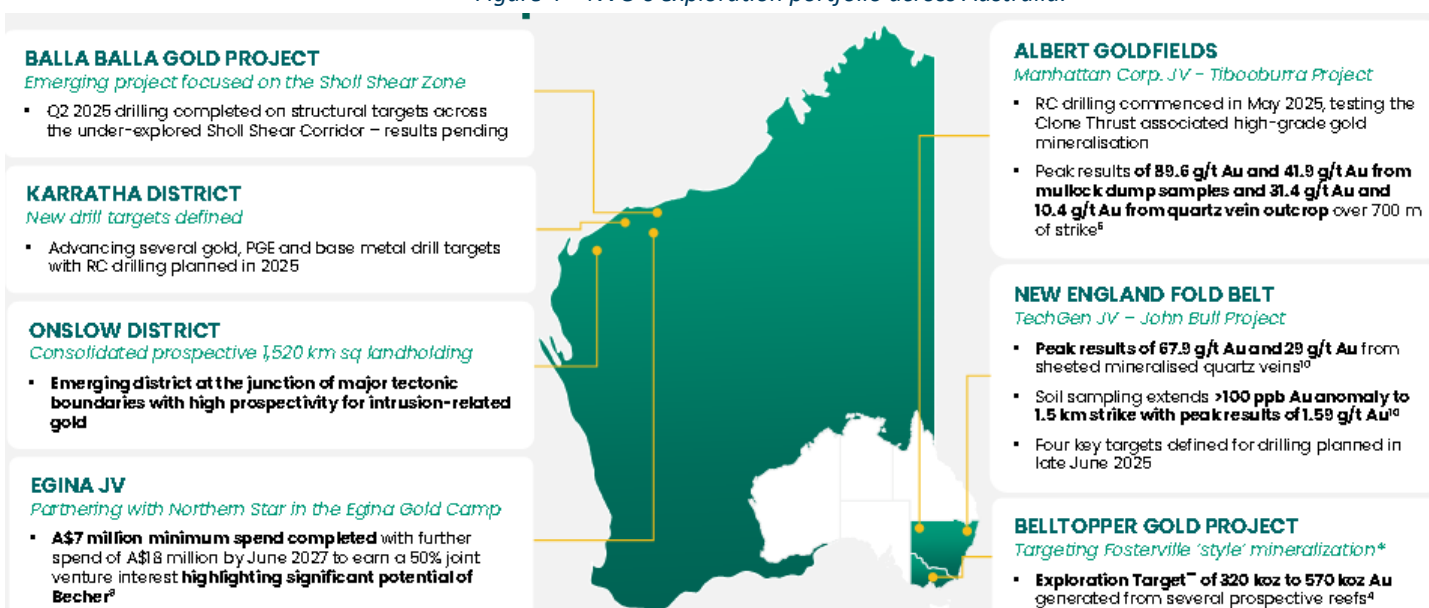 BALLA BALLA GOLD PROJECT
Emerging project focused on the Sholl Shear Zone
▪ Q2 2025 drilling completed on structural targets across
the under-explored Sholl Shear Corridor – results pending
KARRATHA DISTRICT
New drill targets defined
▪ Advancing several gold, PGE and base metal drill targets
with RC drilling planned in 2025
ONSLOW DISTRICT
Consolidated prospective 1,520 km sq landholding
▪ Emerging district at the junction of major tectonic
boundaries with high prospectivity for intrusion-related
gold
EGINA JV
Partnering with Northern Star in the Egina Gold Camp
▪ A$7 million minimum spend completed with further
spend of A$18 million by June 2027 to earn a 50% joint
venture interest highlighting significant potential of
Becher⁹
ALBERT GOLDFIELDS
Manhattan Corp. JV – Tibooburra Project
▪ RC drilling commenced in May 2025, testing the
Clone Thrust associated high-grade gold
mineralisation
▪ Peak results of 89.6 g/t Au and 41.9 g/t Au from
mullock dump samples and 31.4 g/t Au and
10.4 g/t Au from quartz vein outcrop over 700 m
of strike⁵
NEW ENGLAND FOLD BELT
TechGen JV – John Bull Project
▪ Peak results of 67.9 g/t Au and 29 g/t Au from
sheeted mineralised quartz veins¹⁰
▪ Soil sampling extends >100 ppb Au anomaly to
1.5 km strike with peak results of 1.59 g/t Au¹⁰
▪ Four key targets defined for drilling planned in
late June 2025
BELLTOPPER GOLD PROJECT
Targeting Fosterville 'style' mineralization*
▪ Exploration Target˜ of 320 koz to 570 koz Au
generated from several prospective reefs⁴